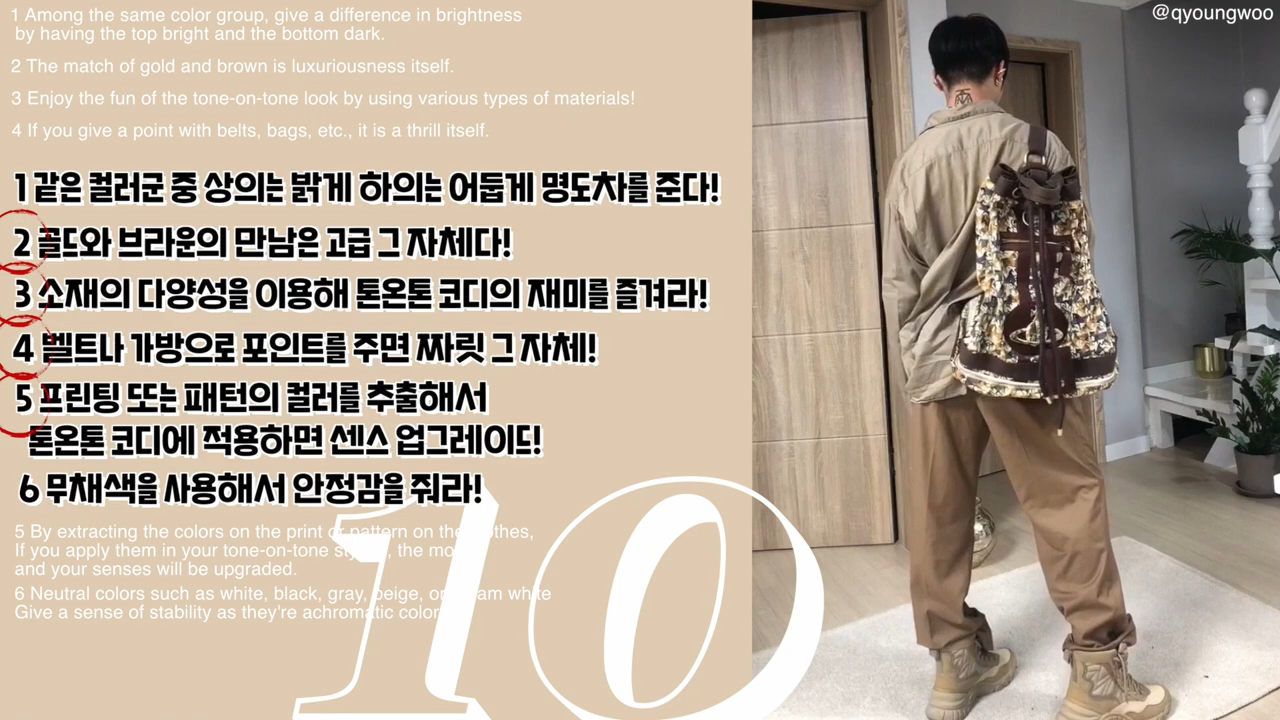 1 Among the same color group, give a difference in brightness
by having the top bright and the bottom dark.
2 The match of gold and brown is luxuriousness itself.
3 Enjoy the fun of the tone-on-tone look by using various types of materials!
4 If you give a point with belts, bags, etc., it is a thrill itself.
1 같은 컬러군 중 상의는 밝게 하의는 어둡게 명도차를 준다!
2 골드와 브라운의 만남은 고급 그 자체다!
3 소재의 다양성을 이용해 톤온톤 코디의 재미를 즐겨라!
4 벨트나 가방으로 포인트를 주면 짜릿 그 자체!
5 프린팅 또는 패턴의 컬러를 추출해서
톤온톤 코디에 적용하면 센스 업그레이드!
6 무채색을 사용해서 안정감을 줘라!
5 By extracting the colors on the print or pattern on the clothes,
If you apply them in your tone-on-tone the
and your senses will be upgraded.
6 Neutral colors such as white, black, gray, beige, or cream white
Give a sense of stability as they're achromatic
10
@qyoungwoo